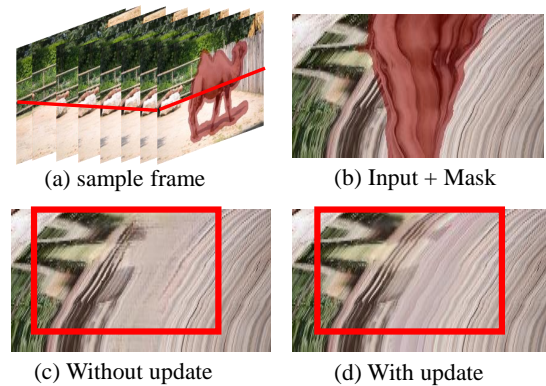 (a) sample frame
(b) Input + Mask
(c) Without update
(d) With update